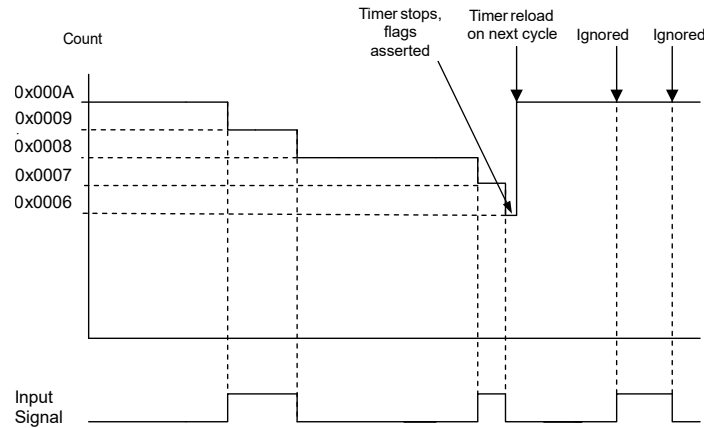 Timer stops,
flags
asserted
Timer reload
on next cycle
Ignored
Ignored
Count
0x000A
0x0009
0x0008
0x0007
0x0006
Input
Signal